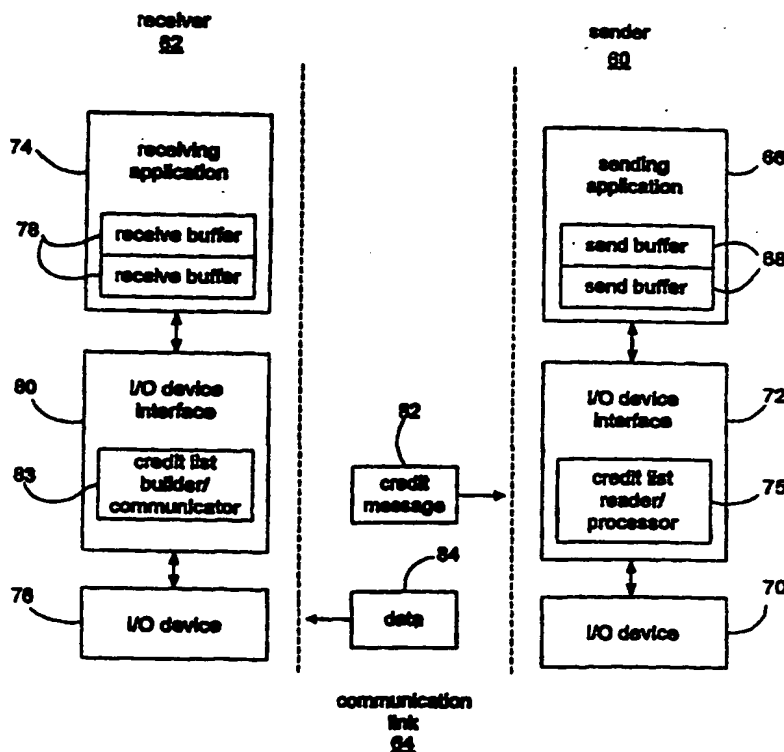 receiver
62
sender
60
74
receiving
application
78
receive buffer
receive buffer
66
sending
application
send buffer
send buffer
68
80
I/O device
interface
83
credit list
builder/
communicator
82
credit
message
72
I/O device
interface
75
credit list
reader/
processor
76
I/O device
84
data
70
I/O device
communication
link
64